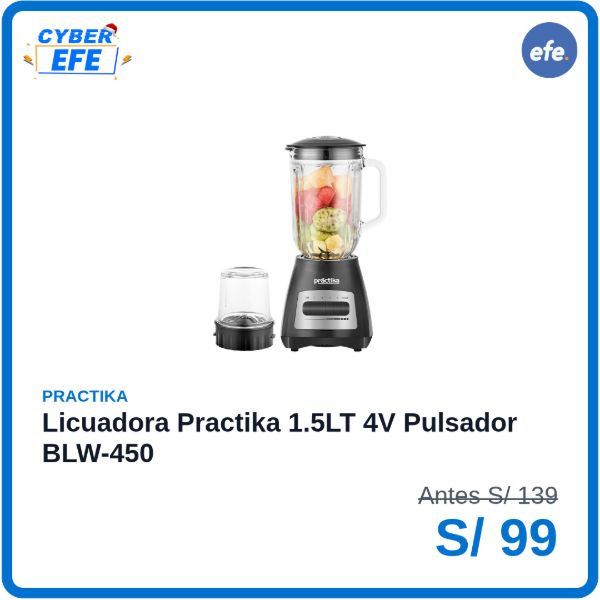 CYBER
EFE
efe.
práctika
PRACTIKA
Licuadora Practika 1.5LT 4V Pulsador
BLW-450
Antes S/ 139
S/ 99